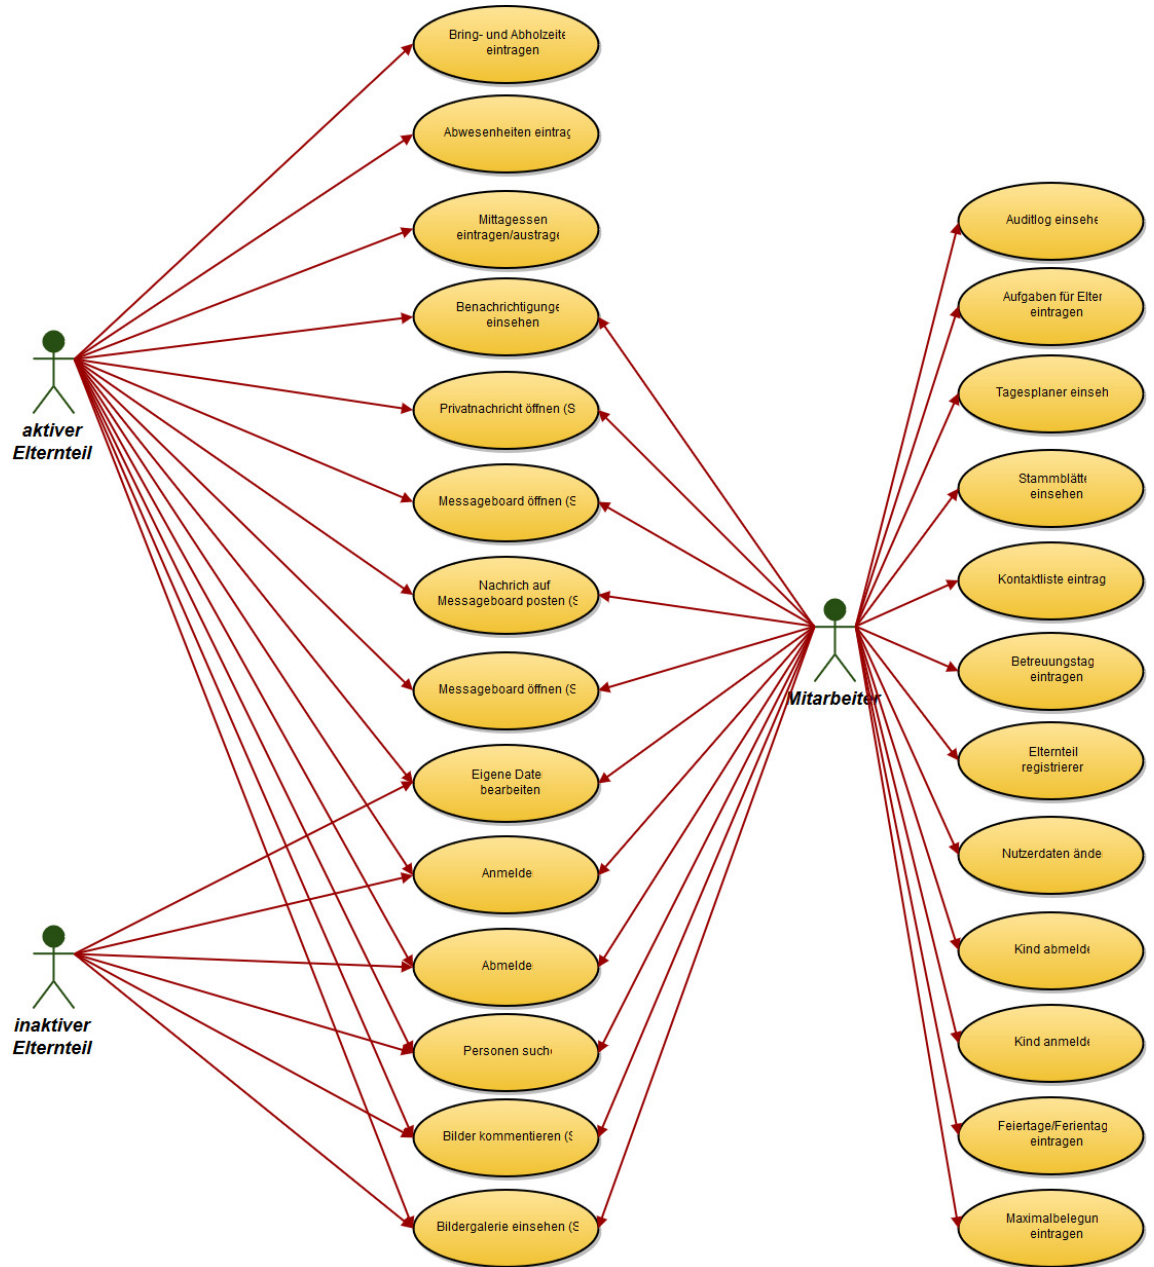 Bring- und Abholzeite
eintragen
Abwesenheiten eintrag
Mittagessen
eintragen/austrage
Benachrichtigunge
einsehen
Privatnachricht öffnen (S
Messageboard öffnen (S
Nachrich auf
Messageboard posten (S
Messageboard öffnen (S
Eigene Date
bearbeiten
Anmelde
Abmelde
Personen suche
Bilder kommentieren (S
Bildergalerie einsehen (S
aktiver
Elternteil
inaktiver
Elternteil
Mitarbeiter
Auditlog einsehe
Aufgaben für Elter
eintragen
Tagesplaner einseh
Stammblätte
einsehen
Kontaktliste eintrag
Betreuungstag
eintragen
Elternteil
registrierer
Nutzerdaten ände
Kind abmelde
Kind anmelde
Feiertage/Ferientag
eintragen
Maximalbelegun
eintragen